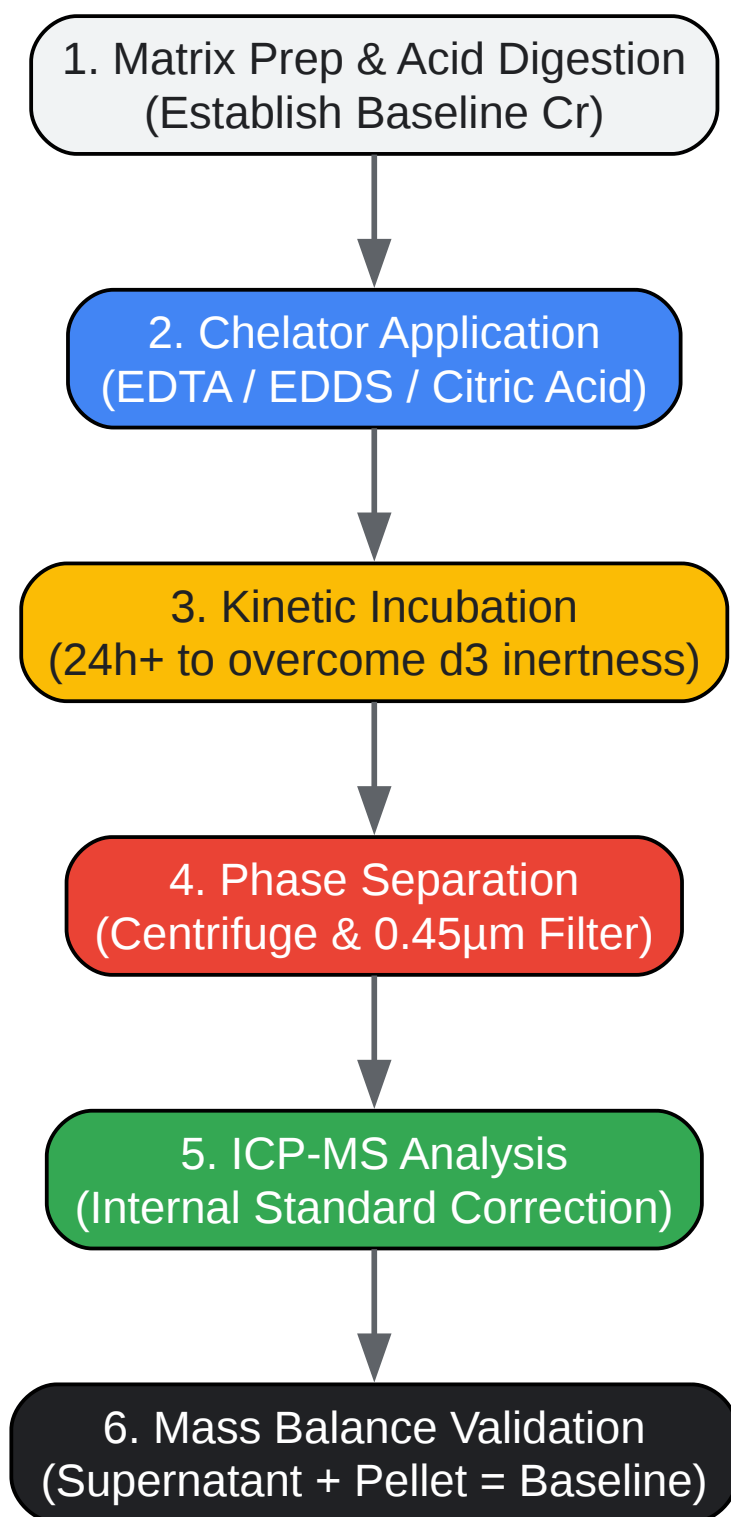 1. Matrix Prep & Acid Digestion
(Establish Baseline Cr)
2. Chelator Application
(EDTA / EDDS / Citric Acid)
3. Kinetic Incubation
(24h+ to overcome d3 inertness)
4. Phase Separation
(Centrifuge & 0.45µm Filter)
5. ICP-MS Analysis
(Internal Standard Correction)
6. Mass Balance Validation
(Supernatant + Pellet = Baseline)